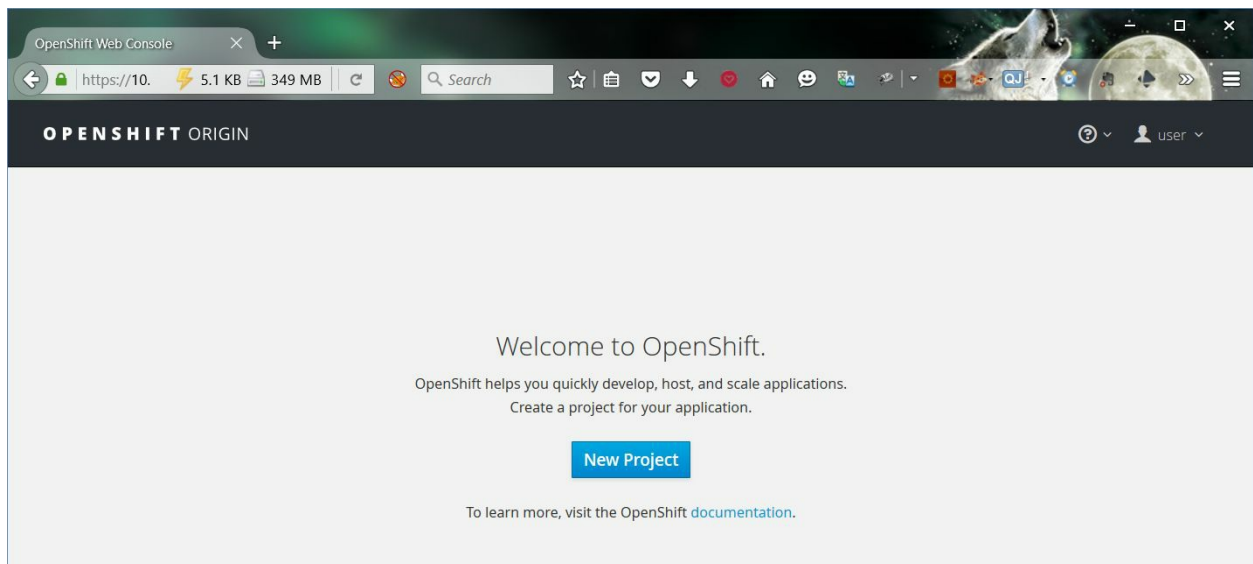 OpenShift Web Console
https://10. 5.1 KB 349 MB Search
QJ
OPENSHIFT ORIGIN
user
Welcome to OpenShift.
OpenShift helps you quickly develop, host, and scale applications.
Create a project for your application.
New Project
To learn more, visit the OpenShift documentation.